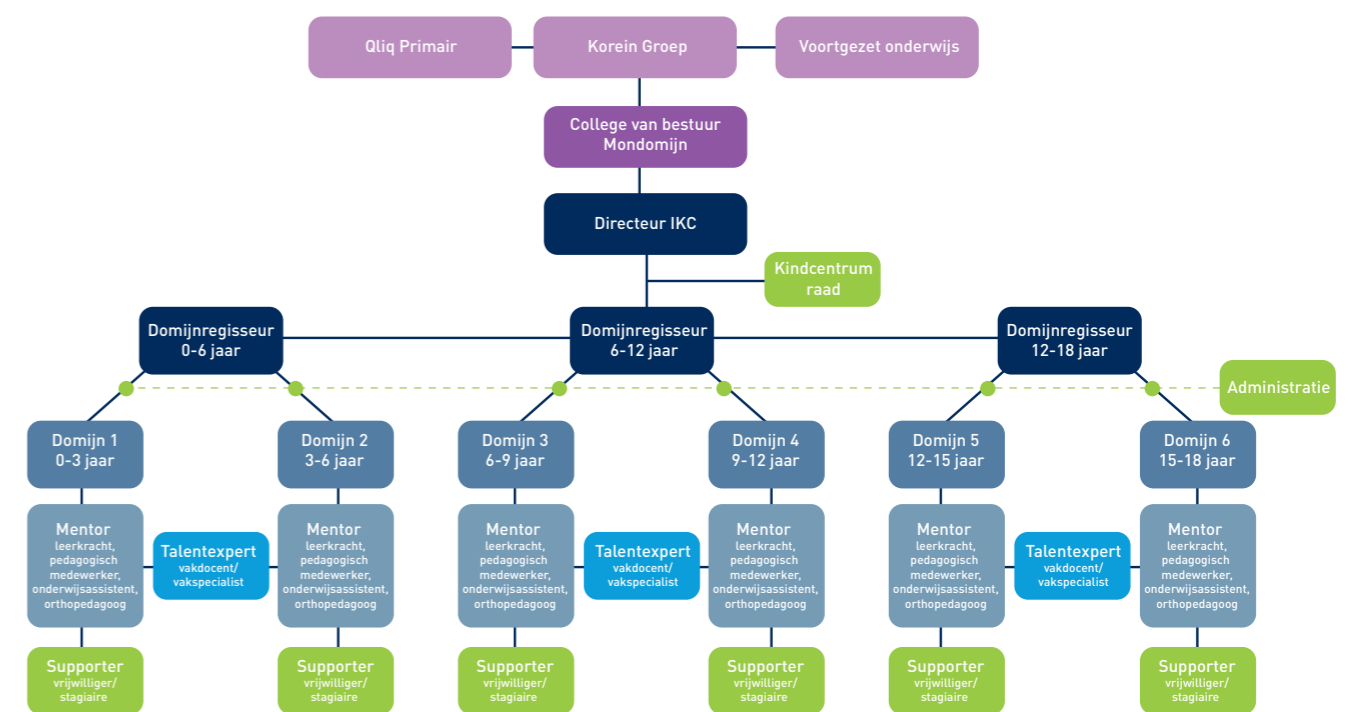 Qliq Primair
Korein Groep
Voortgezet onderwijs
College van bestuur
Mondomijn
Directeur IKC
Kindcentrum
raad
Domijnregisseur
0-6 jaar
Domijnregisseur
6-12 jaar
Domijnregisseur
12-18 jaar
Administratie
Domijn 1
0-3 jaar
Domijn 2
3-6 jaar
Domijn 3
6-9 jaar
Domijn 4
9-12 jaar
Domijn 5
12-15 jaar
Domijn 6
15-18 jaar
Mentor
leerkracht,
pedagogisch
medewerker,
onderwijsassistent,
orthopedagoog
Talentexpert
vakdocent/
vakspecialist
Mentor
leerkracht,
pedagogisch
medewerker,
onderwijsassistent,
orthopedagoog
Mentor
leerkracht,
pedagogisch
medewerker,
onderwijsassistent,
orthopedagoog
Talentexpert
vakdocent/
vakspecialist
Mentor
leerkracht,
pedagogisch
medewerker,
onderwijsassistent,
orthopedagoog
Mentor
leerkracht,
pedagogisch
medewerker,
onderwijsassistent,
orthopedagoog
Talentexpert
vakdocent/
vakspecialist
Mentor
leerkracht,
pedagogisch
medewerker,
onderwijsassistent,
orthopedagoog
Supporter
vrijwilliger/
stagiaire
Supporter
vrijwilliger/
stagiaire
Supporter
vrijwilliger/
stagiaire
Supporter
vrijwilliger/
stagiaire
Supporter
vrijwilliger/
stagiaire
Supporter
vrijwilliger/
stagiaire